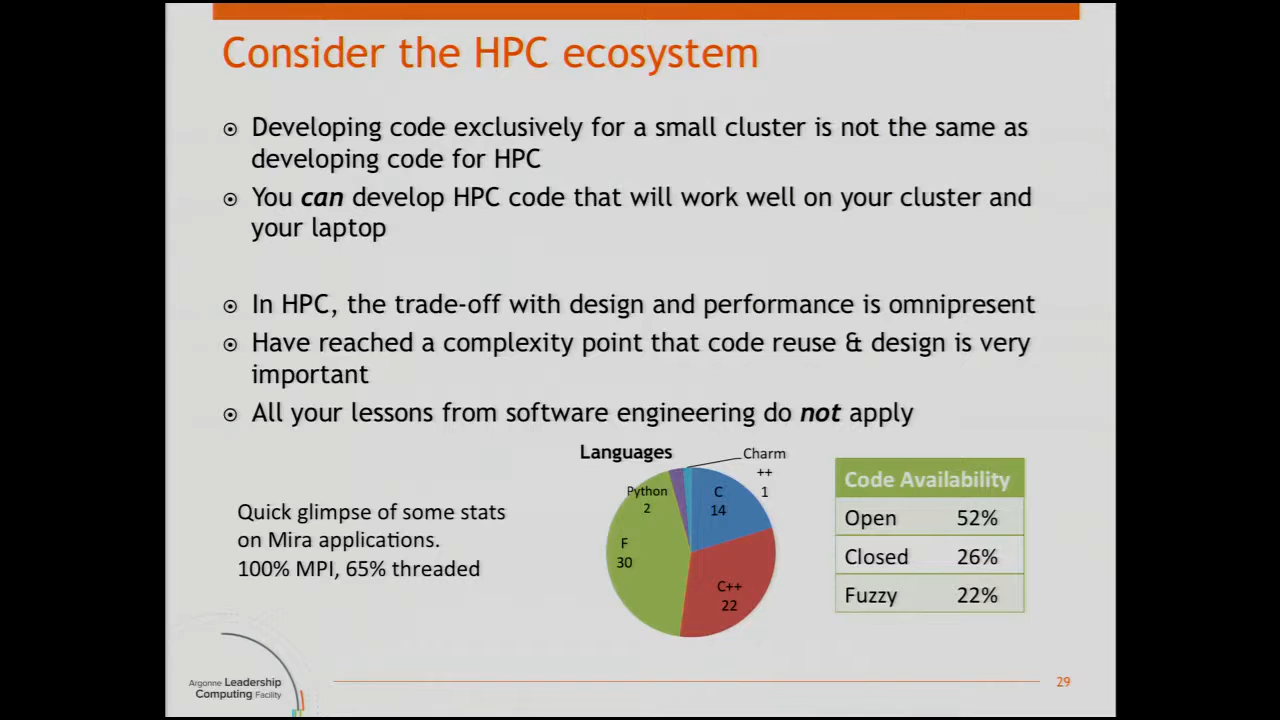 Consider the HPC ecosystem
Developing code exclusively for a small cluster is not the same as
developing code for HPC
You can develop HPC code that will work well on your cluster and
your laptop
In HPC, the trade-off with design and performance is omnipresent
Have reached a complexity point that code reuse & design is very
important
All your lessons from software engineering do not apply
Quick glimpse of some stats
on Mira applications.
100% MPI, 65% threaded
Languages
Charm
++
1
Python
2
C
14
F
30
C++
22
Code Availability
Open 52%
Closed 26%
Fuzzy 22%
Argonne Leadership
Computing Facility
29